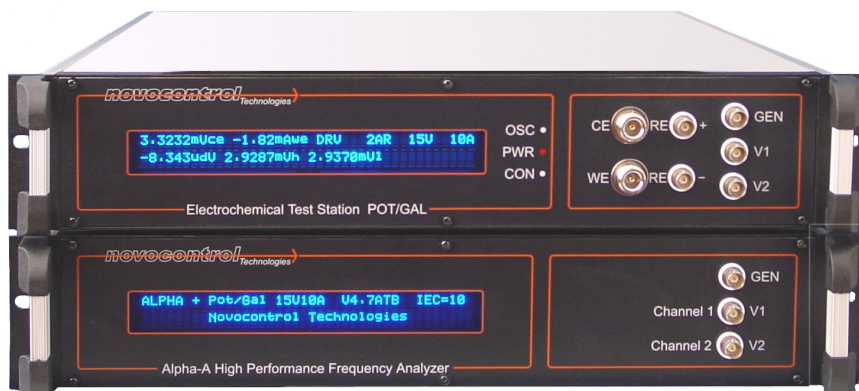 novocontrol
Technologies
3.3232mVce -1.82mAwe DRV 2AR 15V 10A
-8.343udV 2.9287mVh 2.9370mVl
OSC
PWR
CON
Electrochemical Test Station POT/GAL
CE RE + GEN
V1
WE RE - V2
novocontrol
Technologies
ALPHA + Pot/Gal 15V10A V4.7ATB IEC=10
Novocontrol Technologies
Alpha-A High Performance Frequency Analyzer
GEN
Channel 1 V1
Channel 2 V2